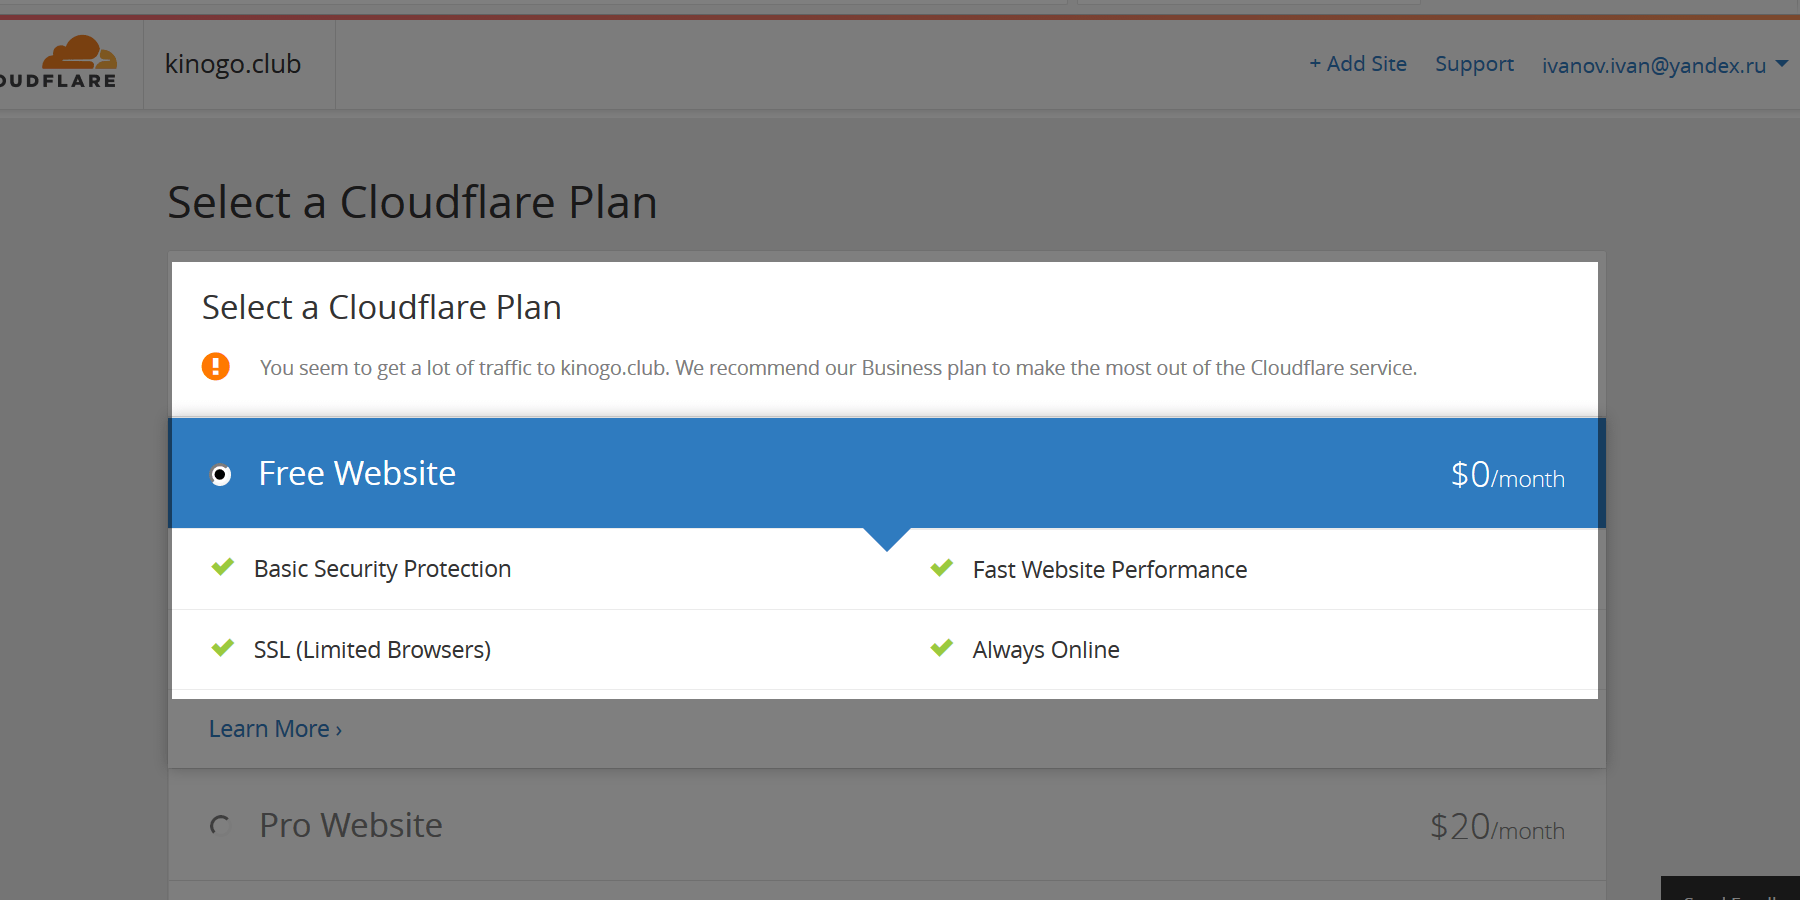 OUDFLARE
kinogo.club
+ Add Site
Support
ivanov.ivan@yandex.ru
Select a Cloudflare Plan
Select a Cloudflare Plan
You seem to get a lot of traffic to kinogo.club. We recommend our Business plan to make the most out of the Cloudflare service.
Free Website
$0/month
Basic Security Protection
Fast Website Performance
SSL (Limited Browsers)
Always Online
Learn More ›
Pro Website
$20/month